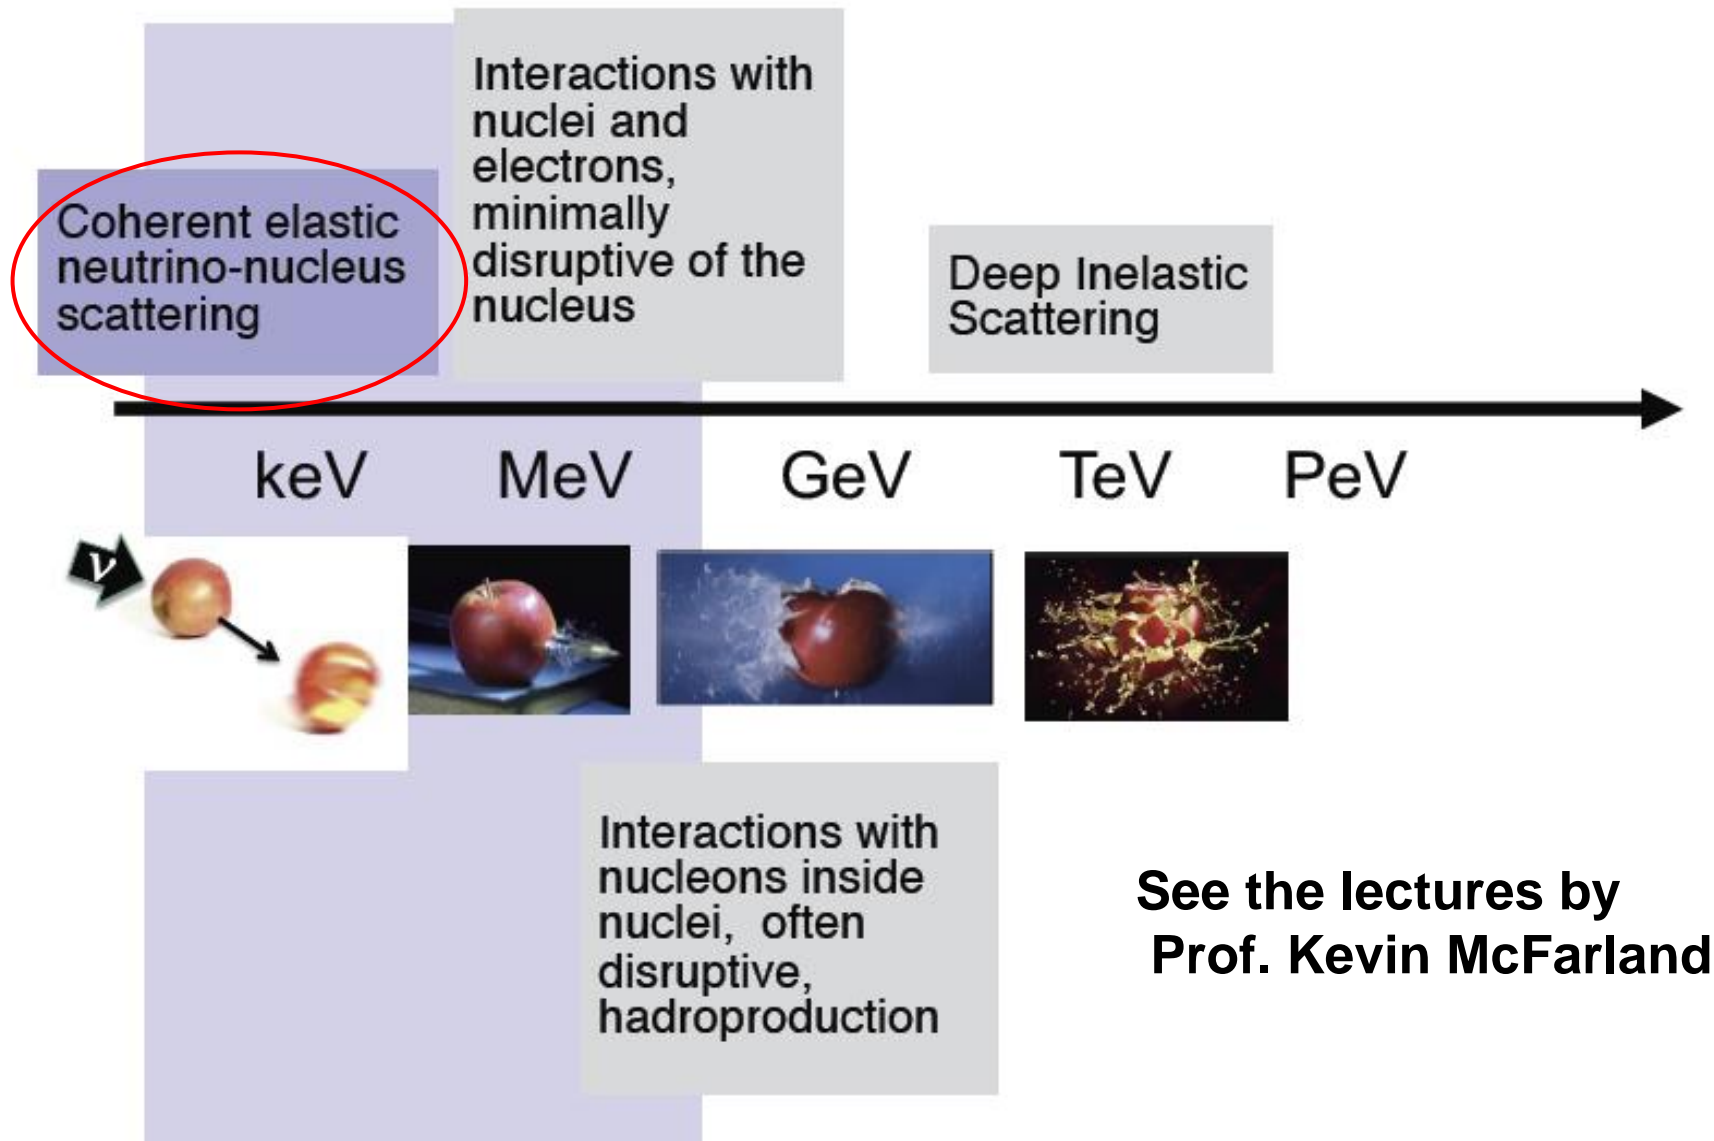 Interactions with
nuclei and
electrons,
minimally
disruptive of the
nucleus
Coherent elastic
neutrino-nucleus
scattering
Deep Inelastic
Scattering
keV MeV GeV TeV PeV
ν
Interactions with
nucleons inside
nuclei, often
disruptive,
hadroproduction
See the lectures by
Prof. Kevin McFarland